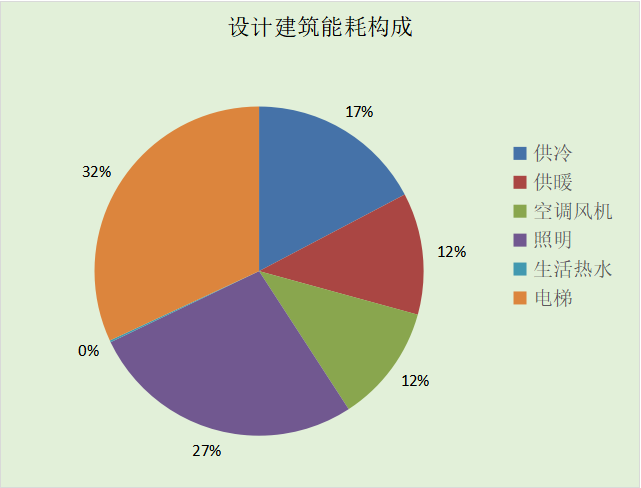 设计建筑能耗构成
17%
12%
12%
27%
0%
32%
供冷
供暖
空调风机
照明
生活热水
电梯